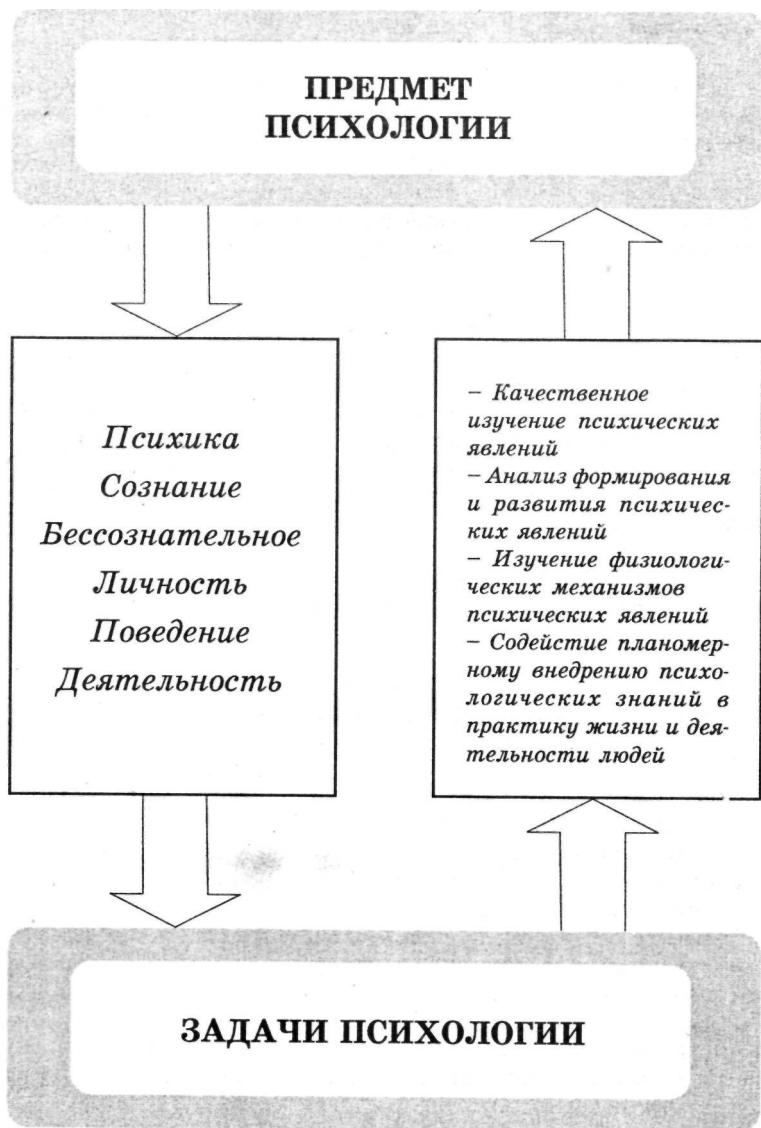 ПРЕДМЕТ
ПСИХОЛОГИИ
Психика
Сознание
Бессознательное
Личность
Поведение
Деятельность
– Качественное
изучение психических
явлений
– Анализ формирования
и развития психичес-
ких явлений
– Изучение физиологи-
ческих механизмов
психических явлений
– Содейстие планомер-
ному внедрению психо-
логических знаний в
практику жизни и дея-
тельности людей
ЗАДАЧИ ПСИХОЛОГИИ